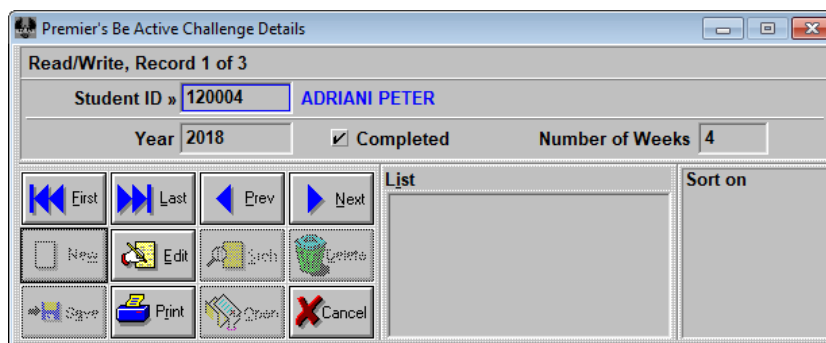 Premier's Be Active Challenge Details
Read/Write, Record 1 of 3
Student ID » 120004 ADRIANI PETER
Year 2018 ✔ Completed Number of Weeks 4
First Last Prev Next
List Sort on
New Edit Srch Delete
Save Print Open Cancel